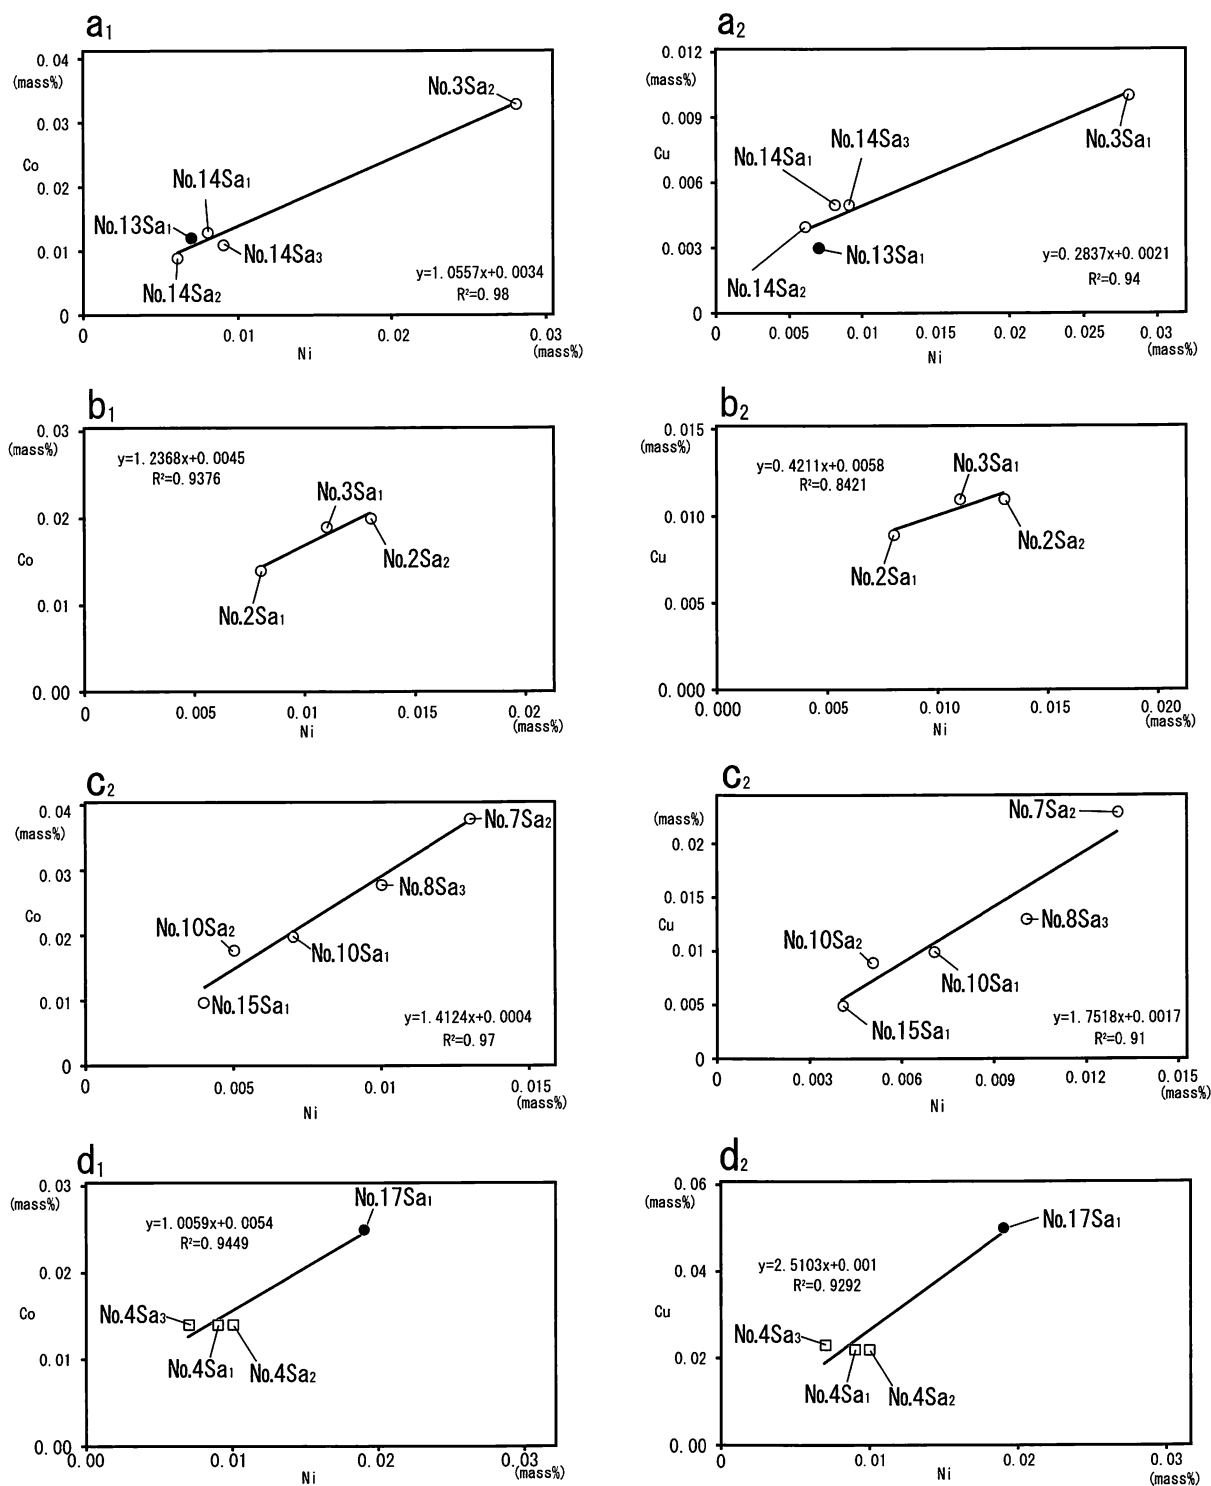 a1
0.04
(mass%)
No.3Sa2
0.03
Co
No.14Sa1
0.02
No.13Sa1
0.01
No.14Sa3
y=1.0557x+0.0034
No.14Sa2
R²=0.98
0
0
0.01
0.02
0.03
Ni
(mass%)
a2
0.012
(mass%)
0.009
No.14Sa3
No.3Sa1
Cu
No.14Sa1
0.006
0.003
No.13Sa1
y=0.2837x+0.0021
No.14Sa2
R²=0.94
0
0
0.005
0.01
0.015
0.02
0.025
0.03
Ni
(mass%)
b1
0.03
(mass%)
y=1.2368x+0.0045
R²=0.9376
No.3Sa1
0.02
Co
No.2Sa2
0.01
No.2Sa1
0.00
0
0.005
0.01
0.015
0.02
Ni
(mass%)
b2
0.015
(mass%)
y=0.4211x+0.0058
No.3Sa1
R²=0.8421
0.010
No.2Sa2
Cu
No.2Sa1
0.005
0.000
0.000
0.005
0.010
0.015
0.020
Ni
(mass%)
c2
0.04
(mass%)
No.7Sa2
0.03
No.8Sa3
Co
No.10Sa2
0.02
No.10Sa1
0.01
No.15Sa1
y=1.4124x+0.0004
R²=0.97
0
0
0.005
0.01
0.015
Ni
(mass%)
c2
(mass%)
No.7Sa2
0.02
0.015
Cu
No.8Sa3
No.10Sa2
0.01
No.10Sa1
0.005
No.15Sa1
y=1.7518x+0.0017
R²=0.91
0
0
0.003
0.006
0.009
0.012
0.015
Ni
(mass%)
d1
0.03
(mass%)
No.17Sa1
y=1.0059x+0.0054
R²=0.9449
0.02
Co
No.4Sa3
0.01
No.4Sa1
No.4Sa2
0.00
0.00
0.01
0.02
0.03
Ni
(mass%)
d2
0.06
(mass%)
No.17Sa1
y=2.5103x+0.001
0.04
R²=0.9292
Cu
No.4Sa3
0.02
No.4Sa1
No.4Sa2
0.00
0
0.01
0.02
0.03
Ni
(mass%)